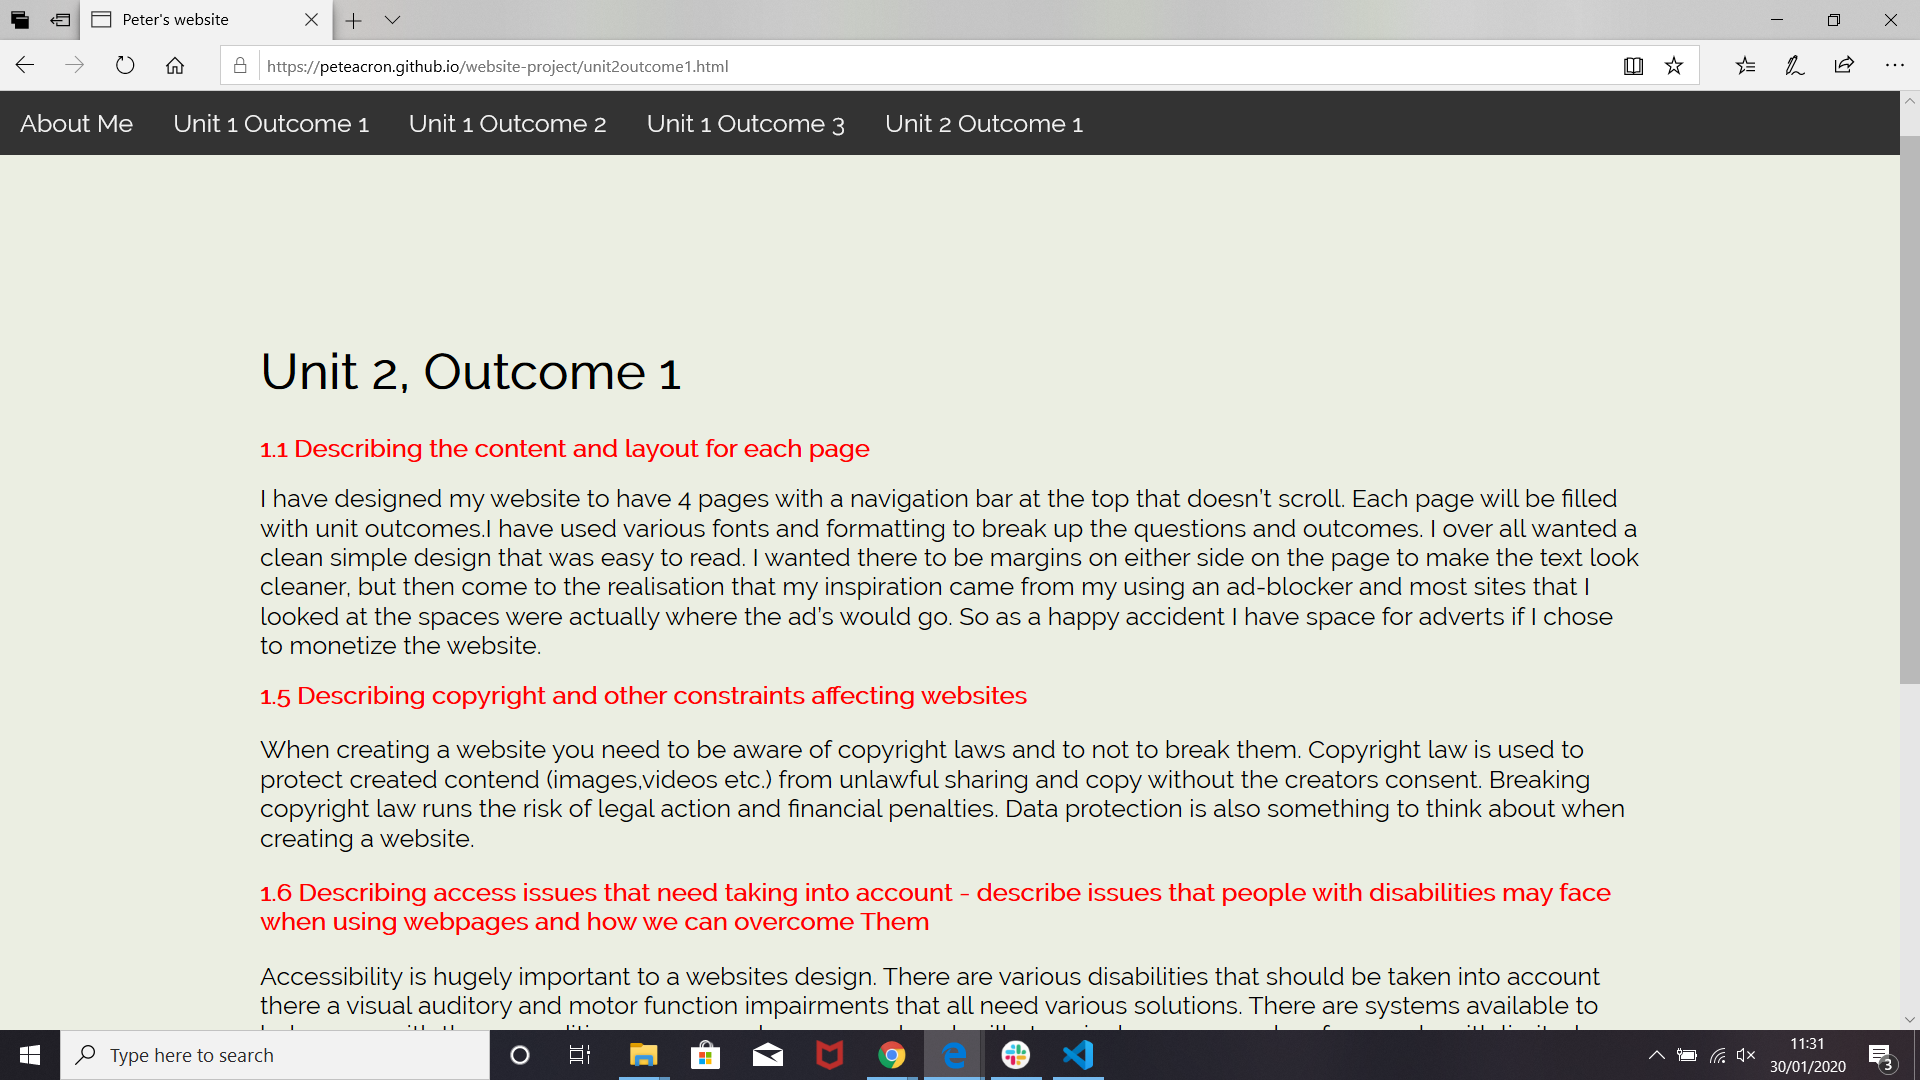 Peter's website
https://peteacron.github.io/website-project/unit2outcome1.html
About Me Unit 1 Outcome 1 Unit 1 Outcome 2 Unit 1 Outcome 3 Unit 2 Outcome 1
Unit 2, Outcome 1
1.1 Describing the content and layout for each page
I have designed my website to have 4 pages with a navigation bar at the top that doesn't scroll. Each page will be filled
with unit outcomes.I have used various fonts and formatting to break up the questions and outcomes. I over all wanted a
clean simple design that was easy to read. I wanted there to be margins on either side on the page to make the text look
cleaner, but then come to the realisation that my inspiration came from my using an ad-blocker and most sites that I
looked at the spaces were actually where the ad's would go. So as a happy accident I have space for adverts if I chose
to monetize the website.
1.5 Describing copyright and other constraints affecting websites
When creating a website you need to be aware of copyright laws and to not to break them. Copyright law is used to
protect created contend (images,videos etc.) from unlawful sharing and copy without the creators consent. Breaking
copyright law runs the risk of legal action and financial penalties. Data protection is also something to think about when
creating a website.
1.6 Describing access issues that need taking into account - describe issues that people with disabilities may face
when using webpages and how we can overcome Them
Accessibility is hugely important to a websites design. There are various disabilities that should be taken into account
there a visual auditory and motor function impairments that all need various solutions. There are systems available to
Type here to search
11:31
30/01/2020
3